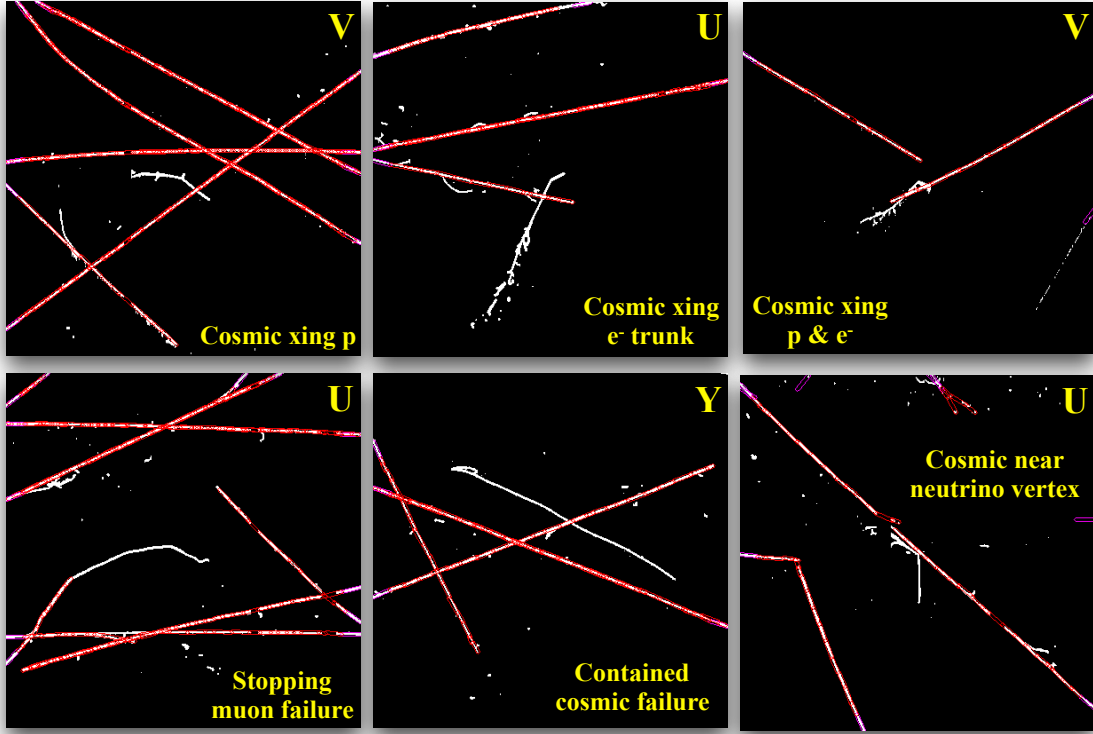 V
Cosmic xing p
U
Cosmic xing
e- trunk
V
Cosmic xing
p & e-
U
Stopping
muon failure
Y
Contained
cosmic failure
U
Cosmic near
neutrino vertex